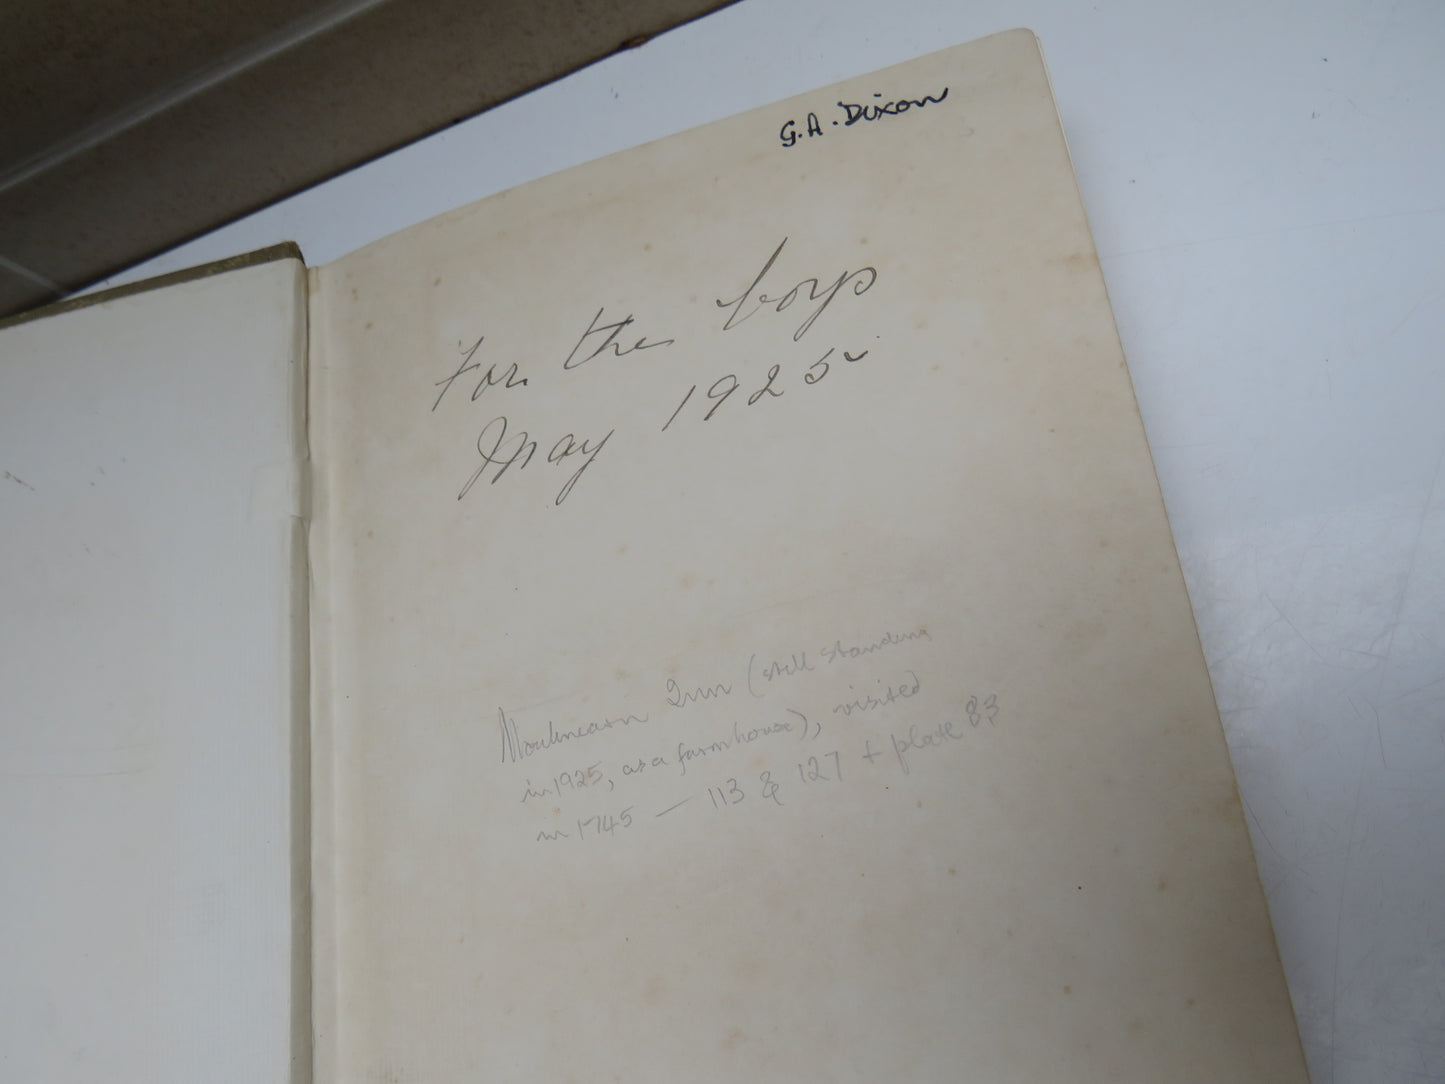 G.A. Dixon
For the boys
May 1925
Moulinearn Inn (still standing
in 1925, as a farmhouse), visited
in 1745 — 113 & 127 + plate 83